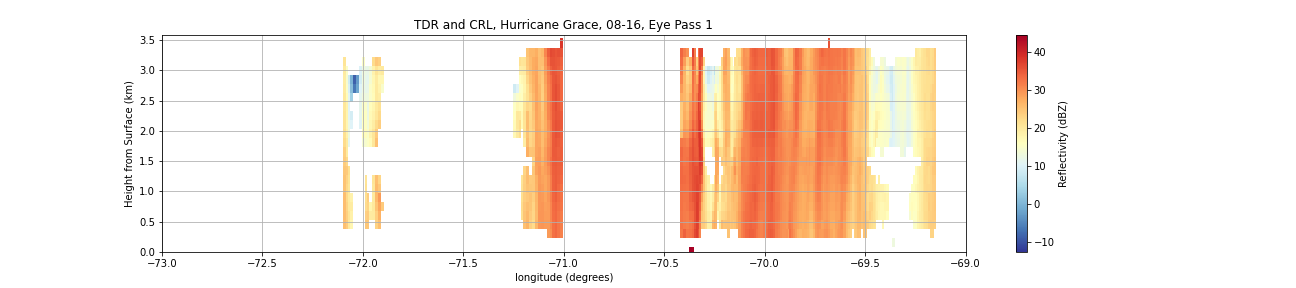 TDR and CRL, Hurricane Grace, 08-16, Eye Pass 1
3.5
3.0
2.5
2.0
1.5
1.0
0.5
0.0
Height from Surface (km)
−73.0 −72.5 −72.0 −71.5 −71.0 −70.5 −70.0 −69.5 −69.0
longitude (degrees)
40
30
20
10
0
−10
Reflectivity (dBZ)